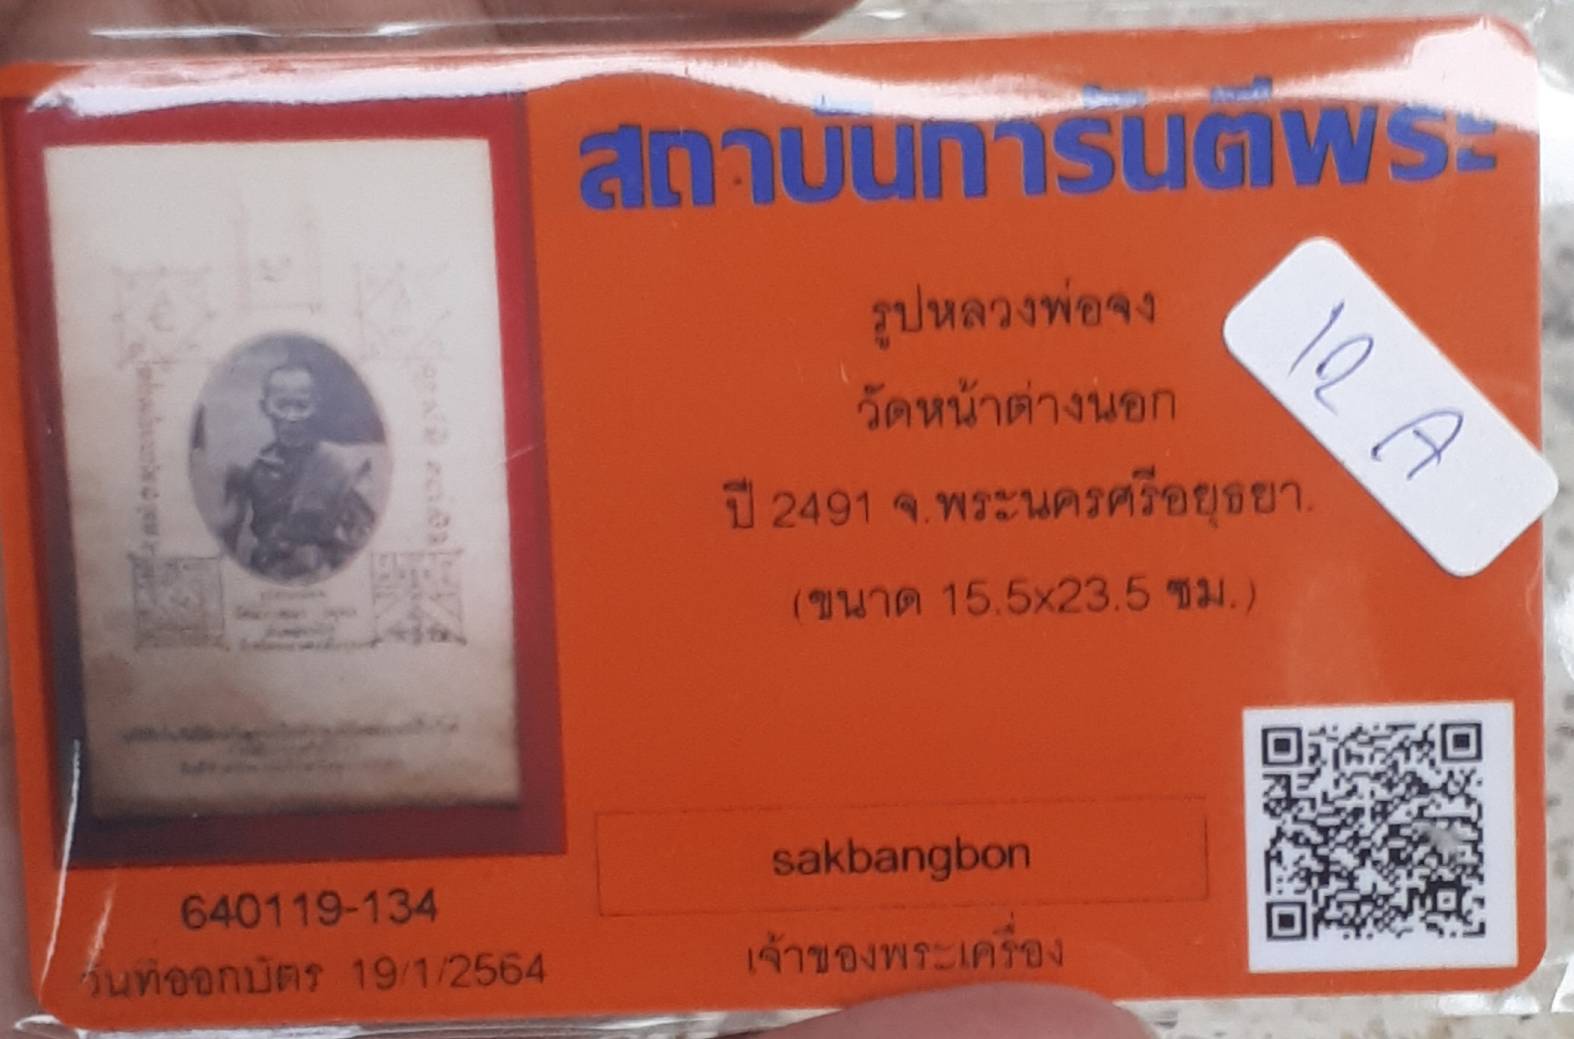 สถาบันการันตีพระ
รูปหลวงพ่อจง
วัดหน้าต่างนอก
ปี 2491 จ.พระนครศรีอยุธยา.
(ขนาด 15.5x23.5 ซม.)
12 A
sakbangbon
เจ้าของพระเครื่อง
640119-134
วันที่ออกบัตร 19/1/2564